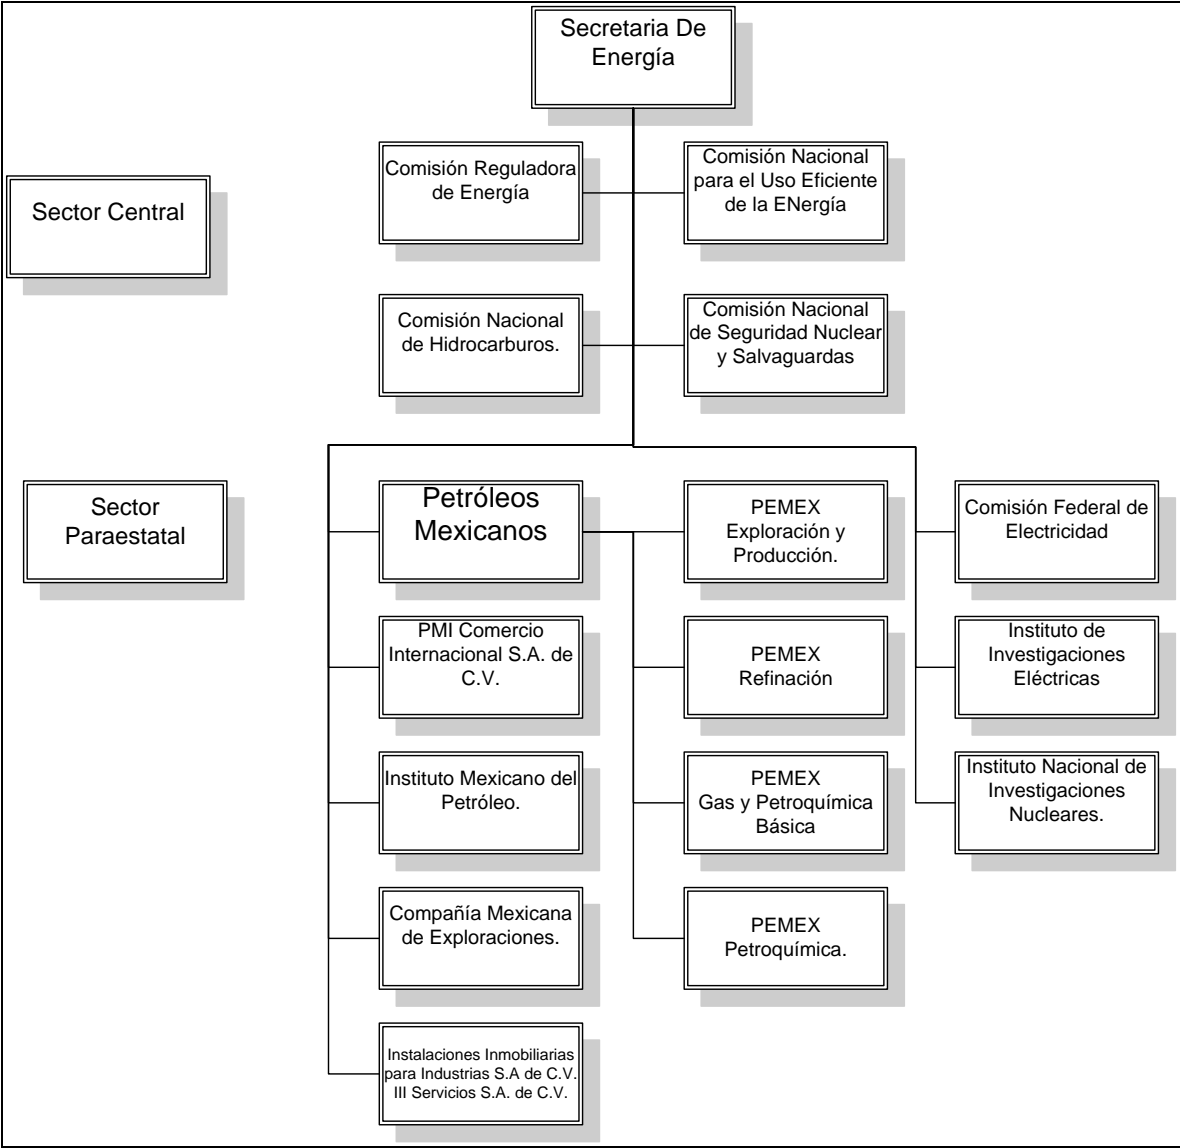 Secretaria De
Energía
Sector Central
Comisión Reguladora
de Energía
Comisión Nacional
para el Uso Eficiente
de la ENergía
Comisión Nacional
de Hidrocarburos.
Comisión Nacional
de Seguridad Nuclear
y Salvaguardas
Sector
Paraestatal
Petróleos
Mexicanos
PEMEX
Exploración y
Producción.
Comisión Federal de
Electricidad
PMI Comercio
Internacional S.A. de
C.V.
PEMEX
Refinación
Instituto de
Investigaciones
Eléctricas
Instituto Mexicano del
Petróleo.
PEMEX
Gas y Petroquímica
Básica
Instituto Nacional de
Investigaciones
Nucleares.
Compañía Mexicana
de Exploraciones.
PEMEX
Petroquímica.
Instalaciones Inmobiliarias
para Industrias S.A de C.V.
III Servicios S.A. de C.V.